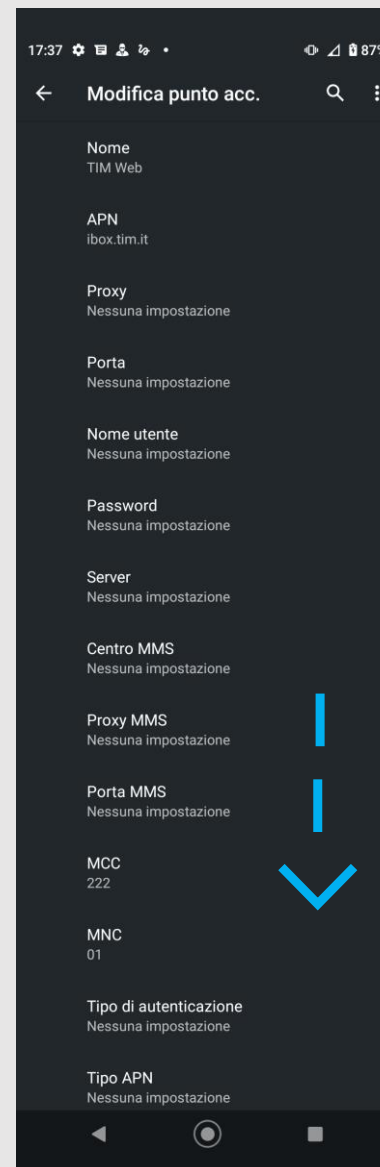 17:37 87%
Modifica punto acc.
Nome
TIM Web
APN
ibox.tim.it
Proxy
Nessuna impostazione
Porta
Nessuna impostazione
Nome utente
Nessuna impostazione
Password
Nessuna impostazione
Server
Nessuna impostazione
Centro MMS
Nessuna impostazione
Proxy MMS
Nessuna impostazione
Porta MMS
Nessuna impostazione
MCC
222
MNC
01
Tipo di autenticazione
Nessuna impostazione
Tipo APN
Nessuna impostazione